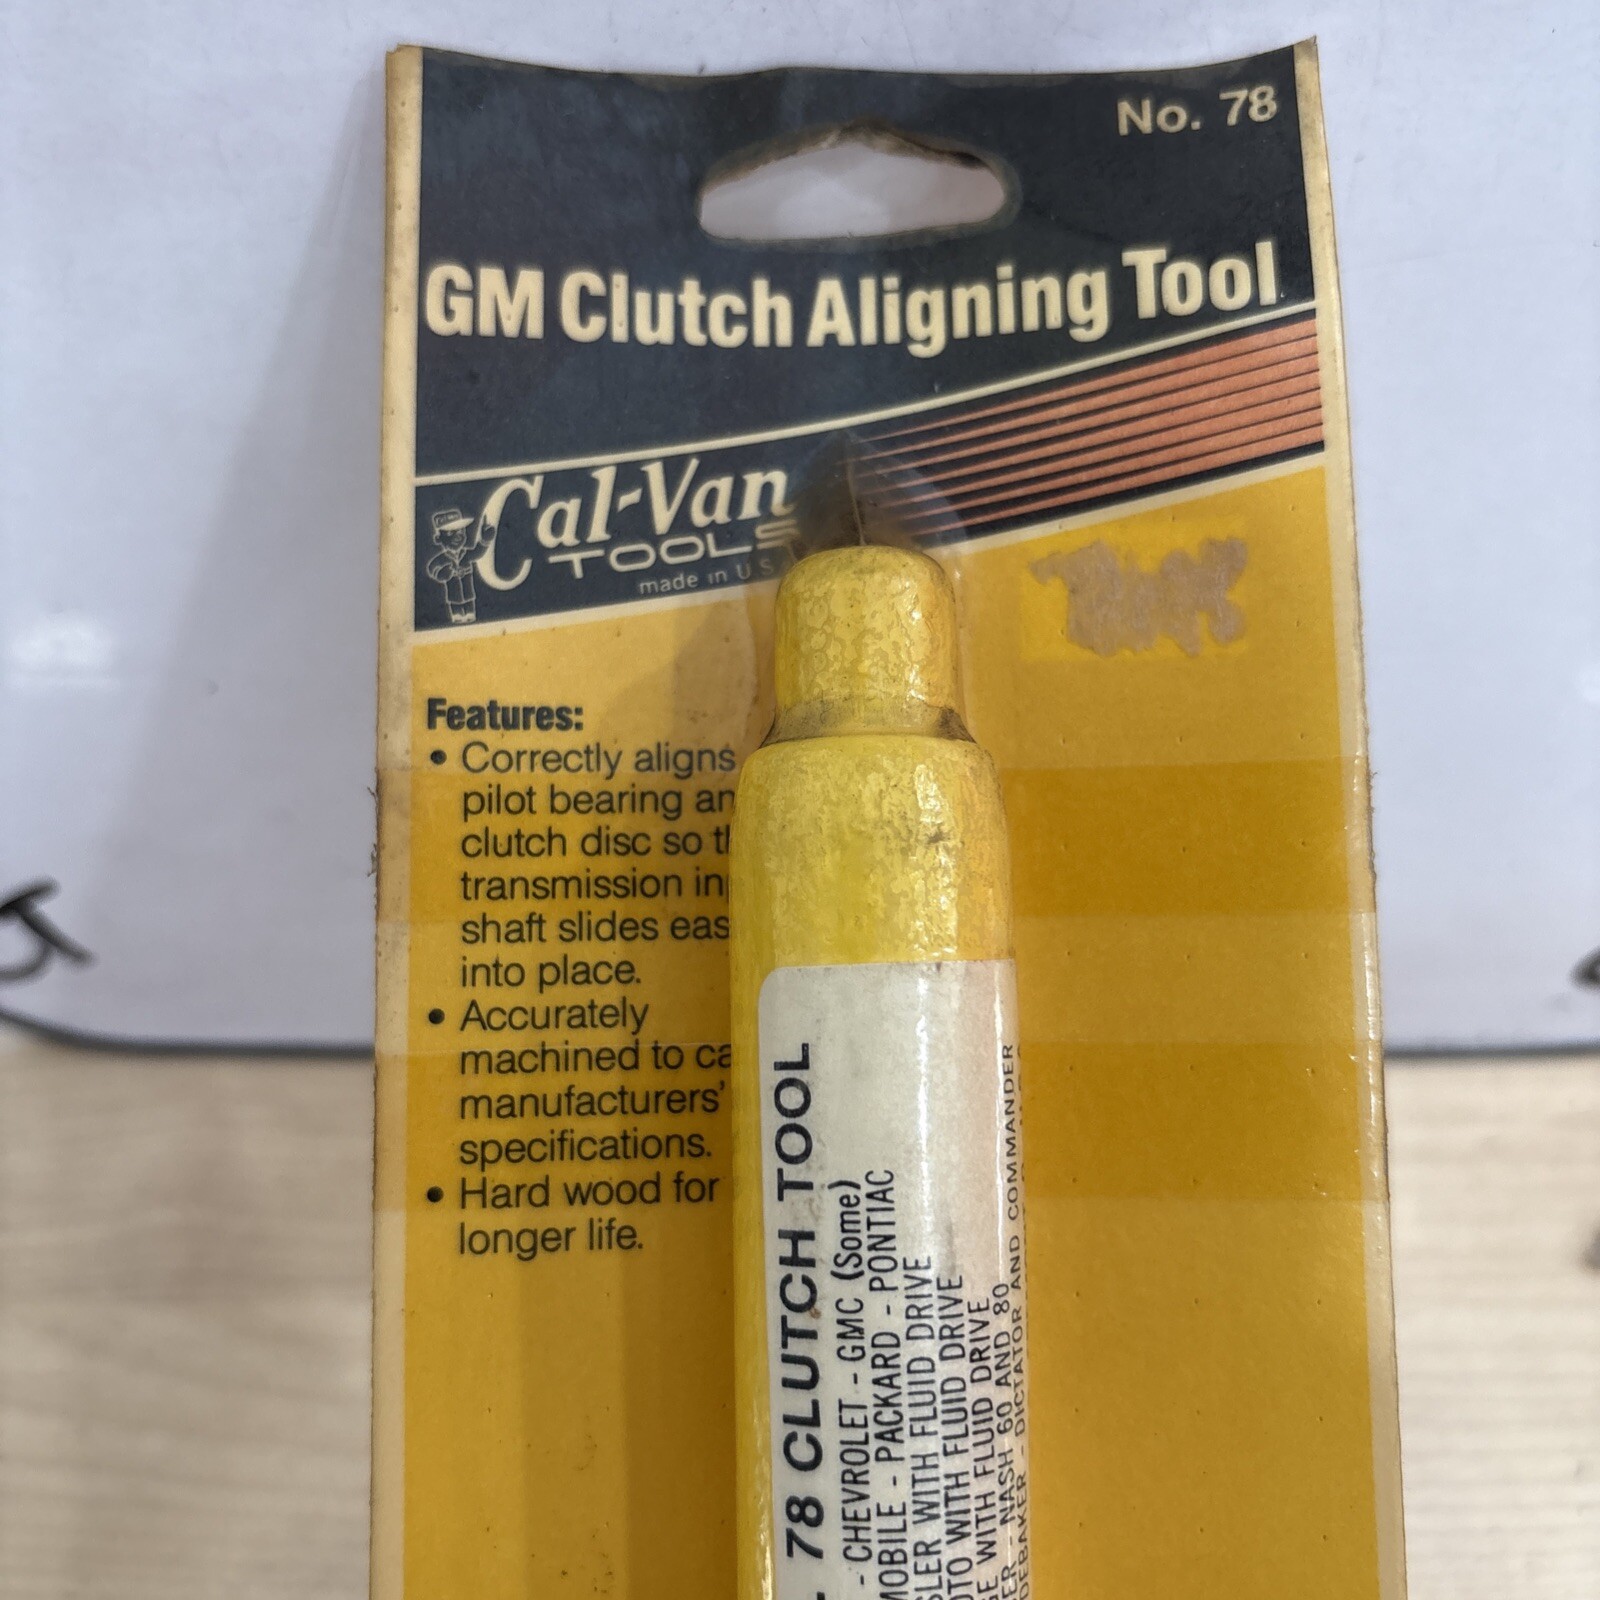 No. 78
GM Clutch Aligning Tool
Cal-Van
TOOLS
made in U S
Features:
• Correctly aligns
pilot bearing an
clutch disc so th
transmission inp
shaft slides eas
into place.
• Accurately
machined to ca
manufacturers'
specifications.
• Hard wood for
longer life.
78 CLUTCH TOOL
- CHEVROLET - GMC (Some)
MOBILE - PACKARD - PONTIAC
SLER WITH FLUID DRIVE
OTO WITH FLUID DRIVE
GE WITH FLUID DRIVE
ER - NASH 60 AND 80
DEBAKER - DICTATOR AND COMMANDER